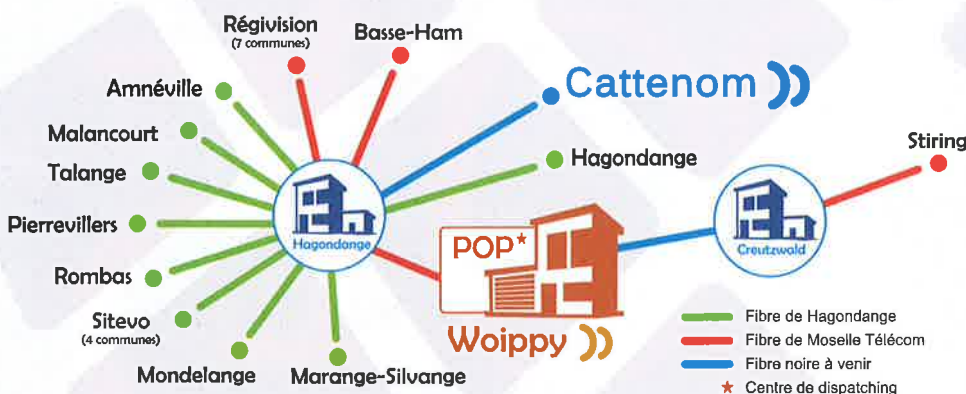 Régivision
(7 communes)
Basse-Ham
Amnéville
Cattenom
Malancourt
Stiring
Talange
Hagondange
Pierrevillers
Hagondange
POP*
Creutzwald
Rombas
Sitevo
(4 communes)
Woippy
Mondelange
Marange-Silvange
Fibre de Hagondange
Fibre de Moselle Télécom
Fibre noire à venir
★ Centre de dispatching